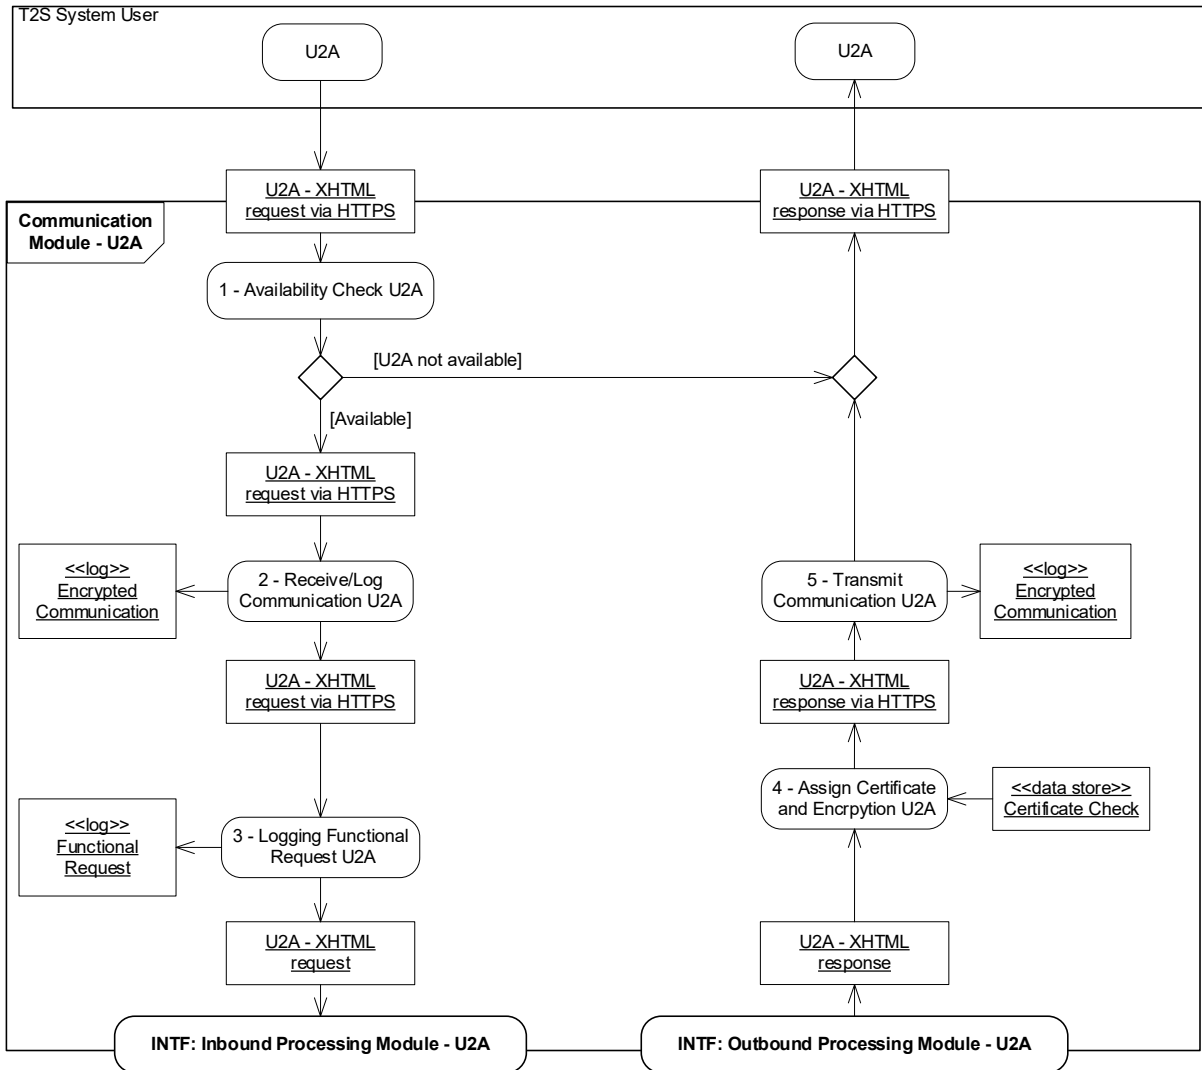 T2S System User
U2A
U2A
U2A - XHTML
request via HTTPS
U2A - XHTML
response via HTTPS
Communication
Module - U2A
1 - Availability Check U2A
[U2A not available]
[Available]
U2A - XHTML
request via HTTPS
<<log>>
Encrypted
Communication
2 - Receive/Log
Communication U2A
5 - Transmit
Communication U2A
<<log>>
Encrypted
Communication
U2A - XHTML
request via HTTPS
U2A - XHTML
response via HTTPS
4 - Assign Certificate
and Encrpytion U2A
<<data store>>
Certificate Check
<<log>>
Functional
Request
3 - Logging Functional
Request U2A
U2A - XHTML
request
U2A - XHTML
response
INTF: Inbound Processing Module - U2A
INTF: Outbound Processing Module - U2A